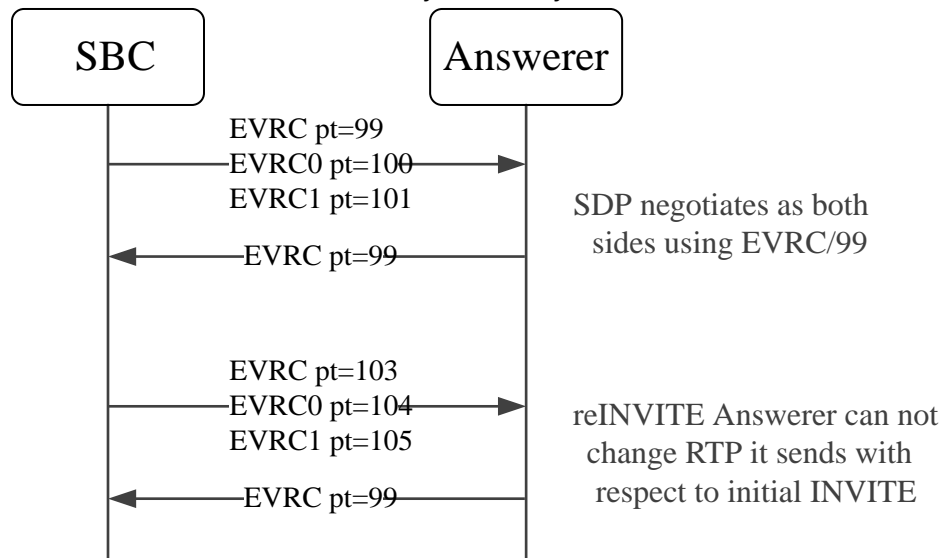 SBC
Answerer
EVRC pt=99
EVRC0 pt=100
EVRC1 pt=101
SDP negotiates as both
sides using EVRC/99
EVRC pt=99
EVRC pt=103
EVRC0 pt=104
EVRC1 pt=105
reINVITE Answerer can not
change RTP it sends with
respect to initial INVITE
EVRC pt=99